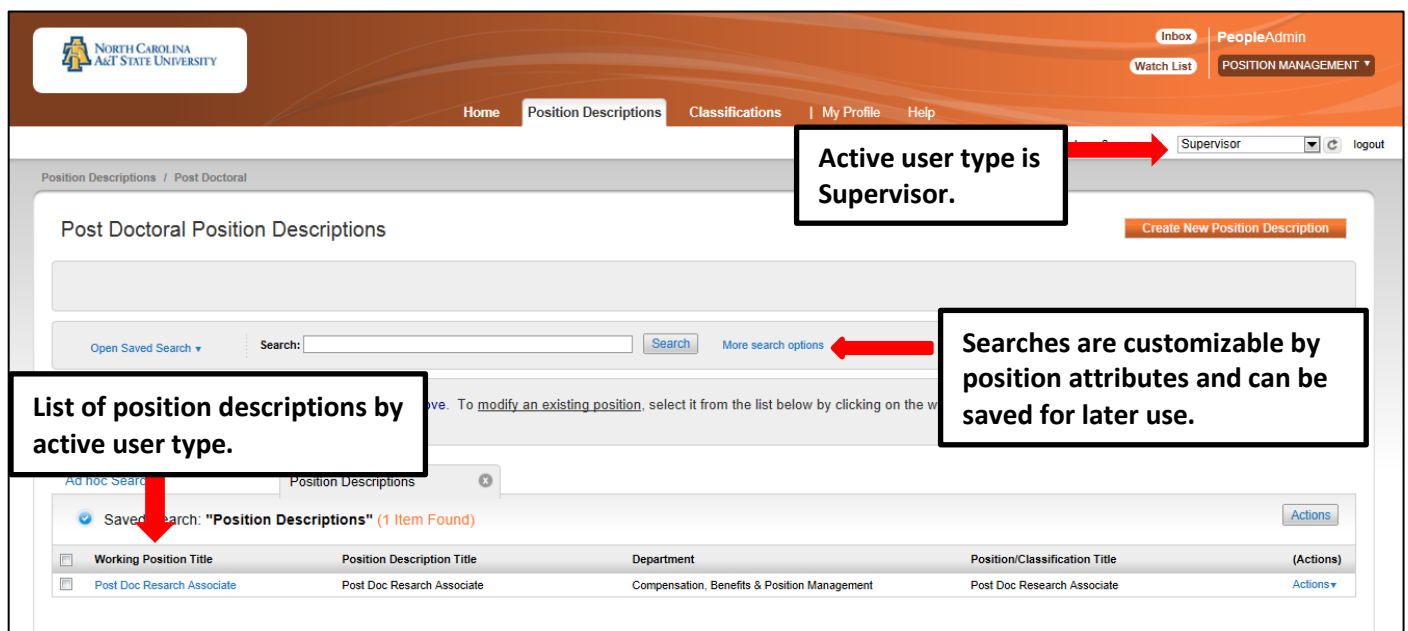 NORTH CAROLINA
A&T STATE UNIVERSITY
Inbox
PeopleAdmin
Watch List
POSITION MANAGEMENT
Home
Position Descriptions
Classifications
| My Profile
Help
Active user type is
Supervisor.
Supervisor
logout
Position Descriptions / Post Doctoral
Post Doctoral Position Descriptions
Create New Position Description
Open Saved Search
Search:
Search
More search options
Searches are customizable by
position attributes and can be
saved for later use.
List of position descriptions by
active user type.
To modify an existing position, select it from the list below by clicking on the
Ad hoc Search
Position Descriptions
Saved Search: "Position Descriptions" (1 Item Found)
Actions
Working Position Title Position Description Title Department Position/Classification Title (Actions)
Post Doc Resarch Associate Post Doc Resarch Associate Compensation, Benefits & Position Management Post Doc Research Associate Actions